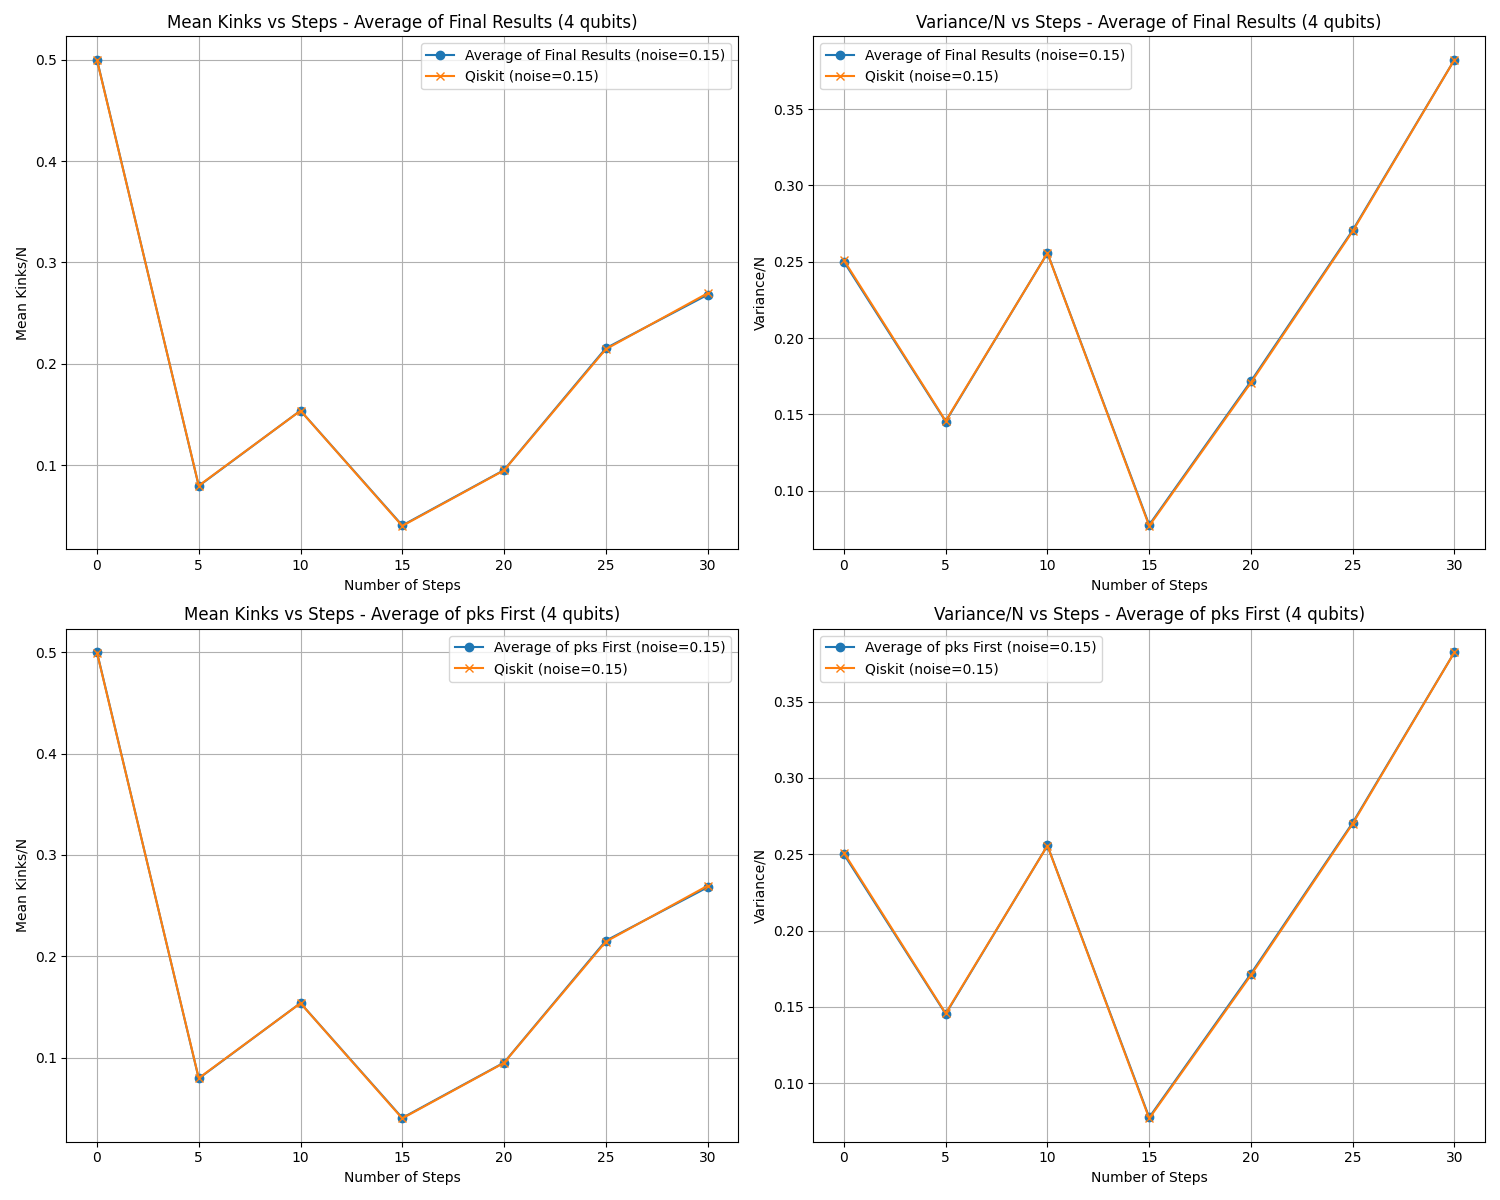 Mean Kinks vs Steps - Average of Final Results (4 qubits)
Average of Final Results (noise=0.15)
Qiskit (noise=0.15)
0.5
0.4
0.3
0.2
0.1
Mean Kinks/N
0 5 10 15 20 25 30
Number of Steps
Variance/N vs Steps - Average of Final Results (4 qubits)
Average of Final Results (noise=0.15)
Qiskit (noise=0.15)
0.35
0.30
0.25
0.20
0.15
0.10
Variance/N
0 5 10 15 20 25 30
Number of Steps
Mean Kinks vs Steps - Average of pks First (4 qubits)
Average of pks First (noise=0.15)
Qiskit (noise=0.15)
0.5
0.4
0.3
0.2
0.1
Mean Kinks/N
0 5 10 15 20 25 30
Number of Steps
Variance/N vs Steps - Average of pks First (4 qubits)
Average of pks First (noise=0.15)
Qiskit (noise=0.15)
0.35
0.30
0.25
0.20
0.15
0.10
Variance/N
0 5 10 15 20 25 30
Number of Steps